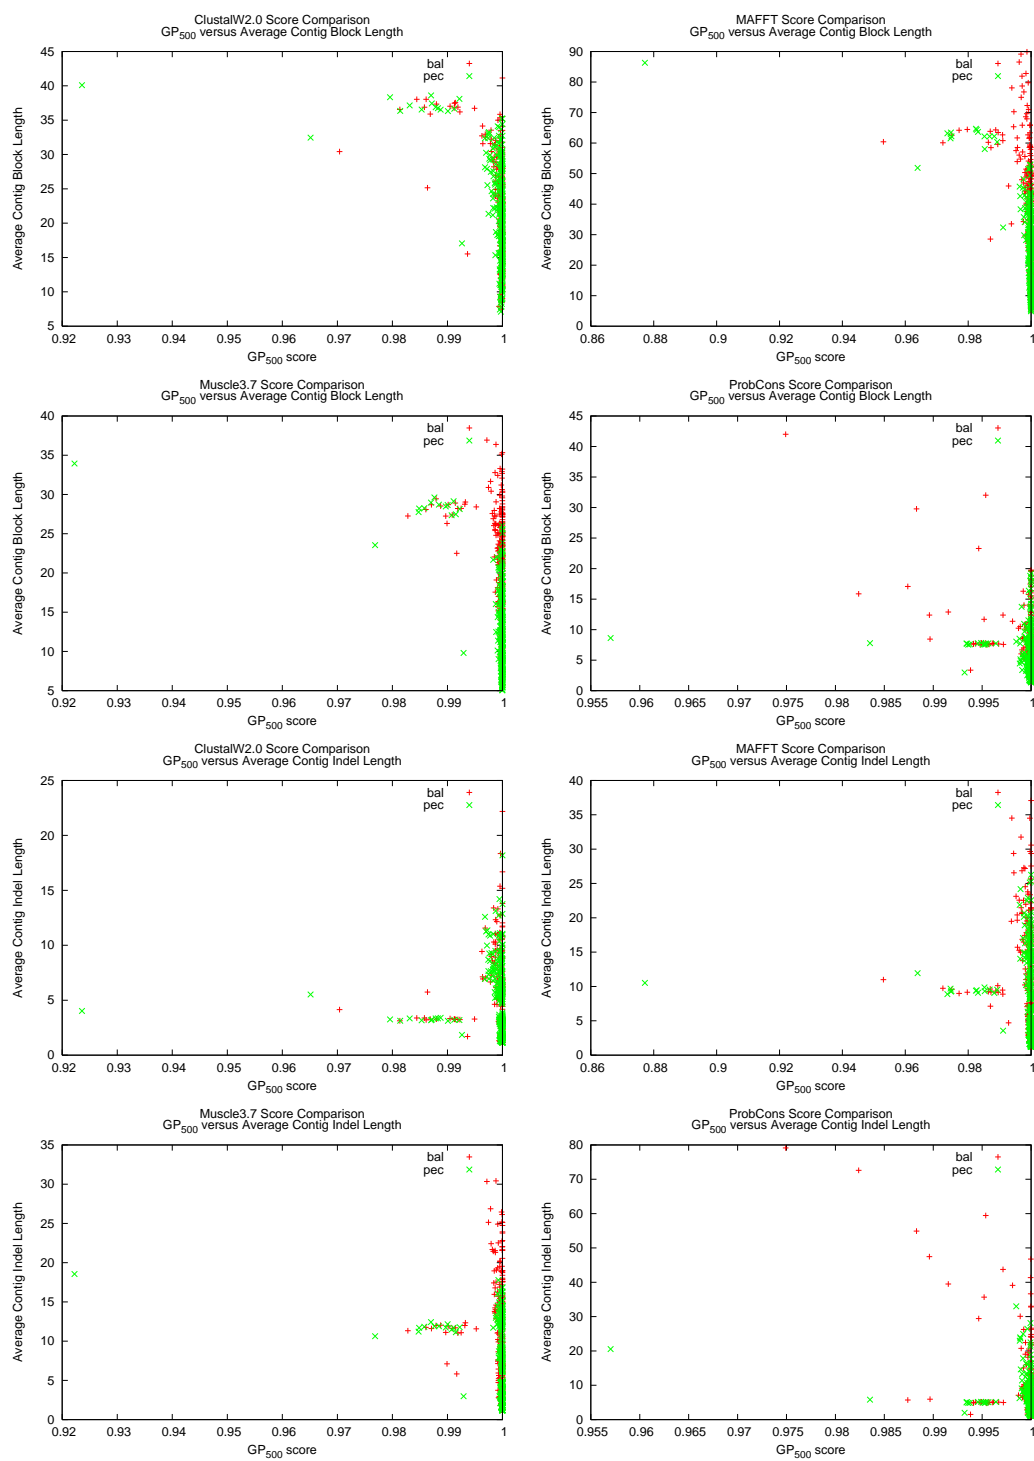 ClustalW2.0 Score Comparison
GP500 versus Average Contig Block Length
45
40
35
30
25
20
15
10
5
0.92 0.93 0.94 0.95 0.96 0.97 0.98 0.99 1
Average Contig Block Length
GP500 score
bal
pec
MAFFT Score Comparison
GP500 versus Average Contig Block Length
90
80
70
60
50
40
30
20
10
0
0.86 0.88 0.9 0.92 0.94 0.96 0.98 1
Average Contig Block Length
GP500 score
bal
pec
Muscle3.7 Score Comparison
GP500 versus Average Contig Block Length
40
35
30
25
20
15
10
5
0.92 0.93 0.94 0.95 0.96 0.97 0.98 0.99 1
Average Contig Block Length
GP500 score
bal
pec
ProbCons Score Comparison
GP500 versus Average Contig Block Length
45
40
35
30
25
20
15
10
5
0
0.955 0.96 0.965 0.97 0.975 0.98 0.985 0.99 0.995 1
Average Contig Block Length
GP500 score
bal
pec
ClustalW2.0 Score Comparison
GP500 versus Average Contig Indel Length
25
20
15
10
5
0
0.92 0.93 0.94 0.95 0.96 0.97 0.98 0.99 1
Average Contig Indel Length
GP500 score
bal
pec
MAFFT Score Comparison
GP500 versus Average Contig Indel Length
40
35
30
25
20
15
10
5
0
0.86 0.88 0.9 0.92 0.94 0.96 0.98 1
Average Contig Indel Length
GP500 score
bal
pec
Muscle3.7 Score Comparison
GP500 versus Average Contig Indel Length
35
30
25
20
15
10
5
0
0.92 0.93 0.94 0.95 0.96 0.97 0.98 0.99 1
Average Contig Indel Length
GP500 score
bal
pec
ProbCons Score Comparison
GP500 versus Average Contig Indel Length
80
70
60
50
40
30
20
10
0
0.955 0.96 0.965 0.97 0.975 0.98 0.985 0.99 0.995 1
Average Contig Indel Length
GP500 score
bal
pec